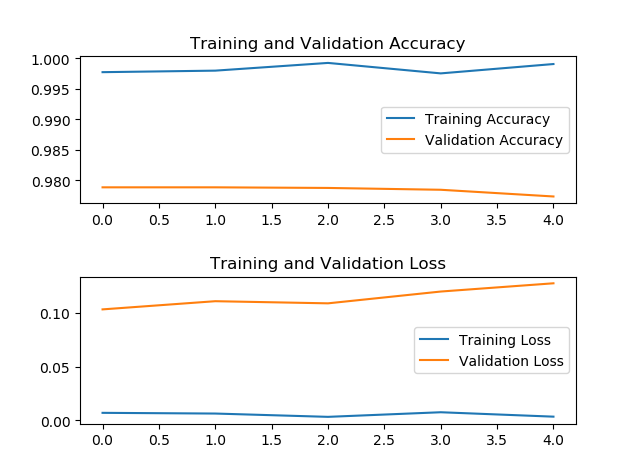 Training and Validation Accuracy
1.000
0.995
0.990
0.985
0.980
Training Accuracy
Validation Accuracy
0.0 0.5 1.0 1.5 2.0 2.5 3.0 3.5 4.0
Training and Validation Loss
0.10
0.05
0.00
Training Loss
Validation Loss
0.0 0.5 1.0 1.5 2.0 2.5 3.0 3.5 4.0